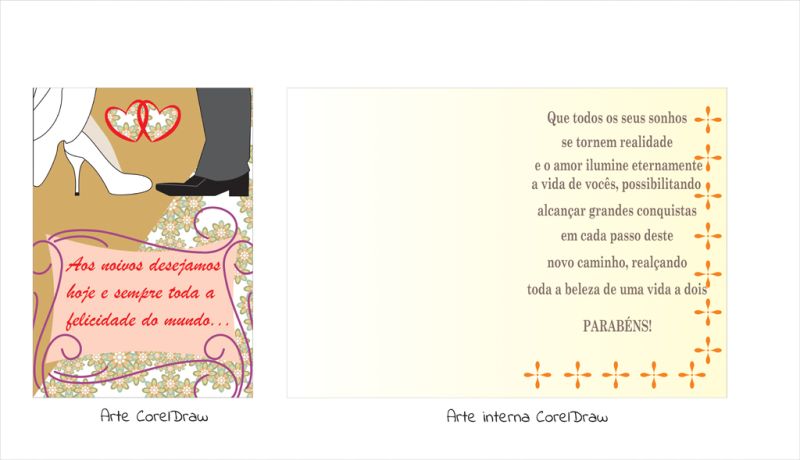 Aos noivos desejamos
hoje e sempre toda a
felicidade do mundo...
Arte CorelDraw
Que todos os seus sonhos
se tornem realidade
e o amor ilumine eternamente
a vida de vocês, possibilitando
alcançar grandes conquistas
em cada passo deste
novo caminho, realçando
toda a beleza de uma vida a dois
PARABÉNS!
Arte interna CorelDraw